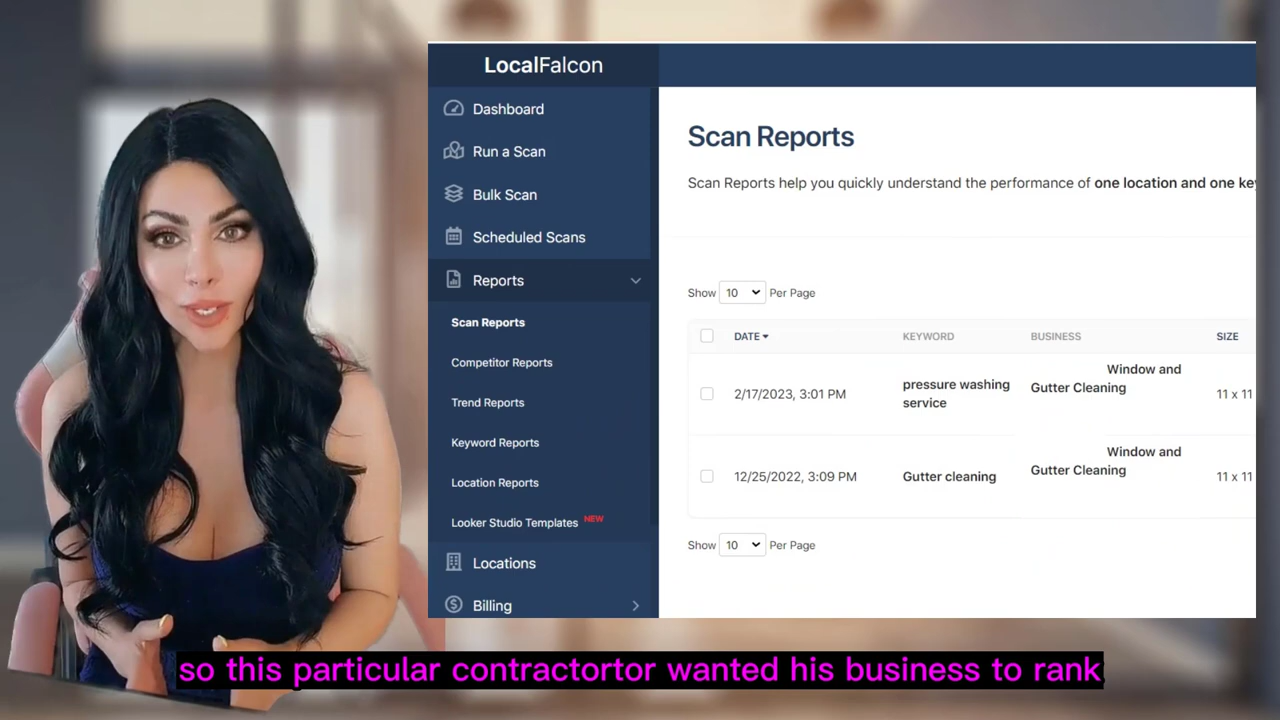 LocalFalcon
Dashboard
Run a Scan
Bulk Scan
Scheduled Scans
Reports
Scan Reports
Competitor Reports
Trend Reports
Keyword Reports
Location Reports
Looker Studio Templates NEW
Locations
Billing
Scan Reports
Scan Reports help you quickly understand the performance of one location and one ke
Show 10 Per Page
DATE KEYWORD BUSINESS SIZE
2/17/2023, 3:01 PM
pressure washing
service
Window and
Gutter Cleaning
11 x 11
12/25/2022, 3:09 PM
Gutter cleaning
Window and
Gutter Cleaning
11 x 11
Show 10 Per Page
so this particular contractortor wanted his business to rank